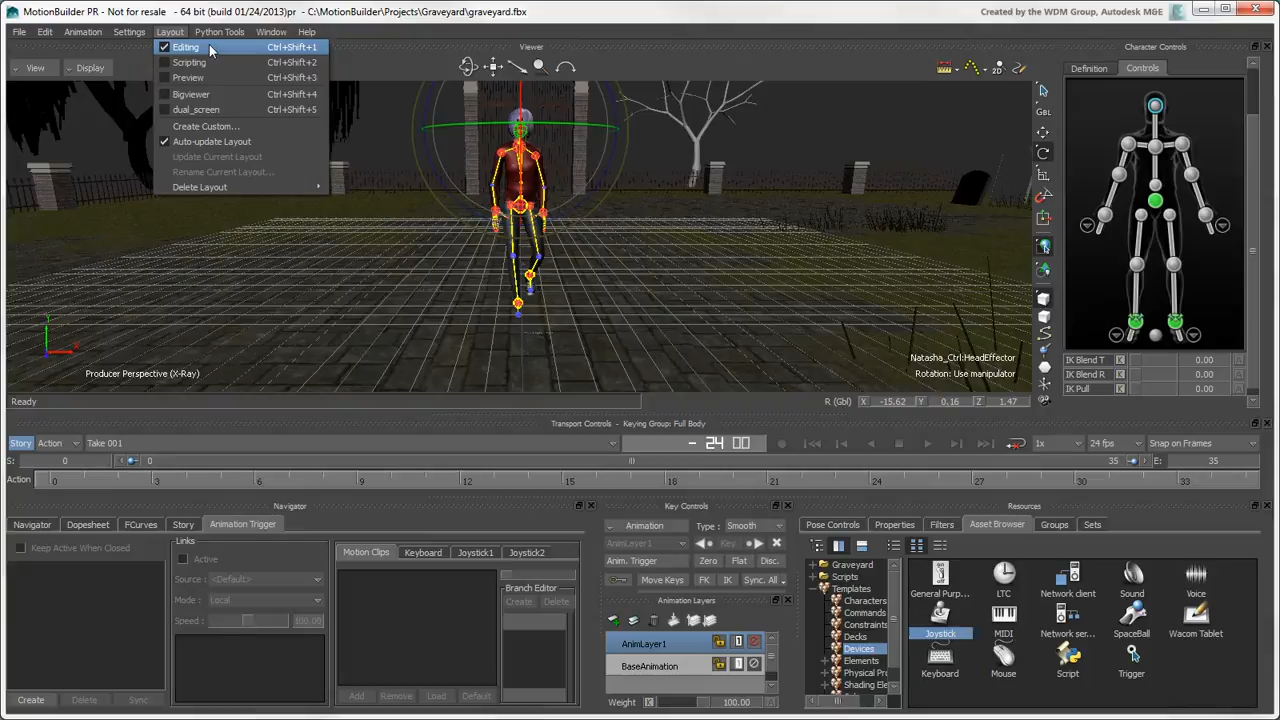 MotionBuilder PR - Not for resale - 64 bit (build 01/24/2013)pr - C:\MotionBuilder\Projects\Graveyard\graveyard.fbx
Created by the WDM Group, Autodesk M&E
File Edit Animation Settings Layout Python Tools Window Help
Editing Ctrl+Shift+1
Scripting Ctrl+Shift+2
Preview Ctrl+Shift+3
Bigviewer Ctrl+Shift+4
dual_screen Ctrl+Shift+5
Create Custom...
Auto-update Layout
Update Current Layout
Rename Current Layout...
Delete Layout
Viewer
View Display
2D
Character Controls
Definition Controls
GBL
Y
X
Producer Perspective (X-Ray)
Natasha_Ctrl:HeadEffector
Rotation: Use manipulator
IK Blend T K 0.00
IK Blend R K 0.00
IK Pull K 0.00
Ready
R (Gbl) X -15.62 Y 0.16 Z 1.47
Transport Controls - Keying Group: Full Body
Story Action Take 001
- 24 00
1x 24 fps Snap on Frames
S: 0 0 35 E: 35
Action 0 3 6 9 12 15 18 21 27 30 33
Navigator
Navigator Dopesheet FCurves Story Animation Trigger
Keep Active When Closed
Links
Active
Source : <Default>
Mode : Local
Speed : 100.00
Create Delete Sync
Motion Clips Keyboard Joystick1 Joystick2
Branch Editor
Create Delete
Add Remove Load Default
Key Controls
Animation Type : Smooth
AnimLayer1 Key
Anim. Trigger Zero Flat Disc.
Move Keys FK IK Sync. All
Animation Layers
AnimLayer1 1
BaseAnimation 1
Weight K 100.00
Resources
Pose Controls Properties Filters Asset Browser Groups Sets
Graveyard
Scripts
Templates
Characters
Commands
Constraints
Decks
Devices
Elements
Physical Pro
Shading Ele
General Purp... LTC Network client Sound Voice
Joystick MIDI Network ser... SpaceBall Wacom Tablet
Keyboard Mouse Script Trigger